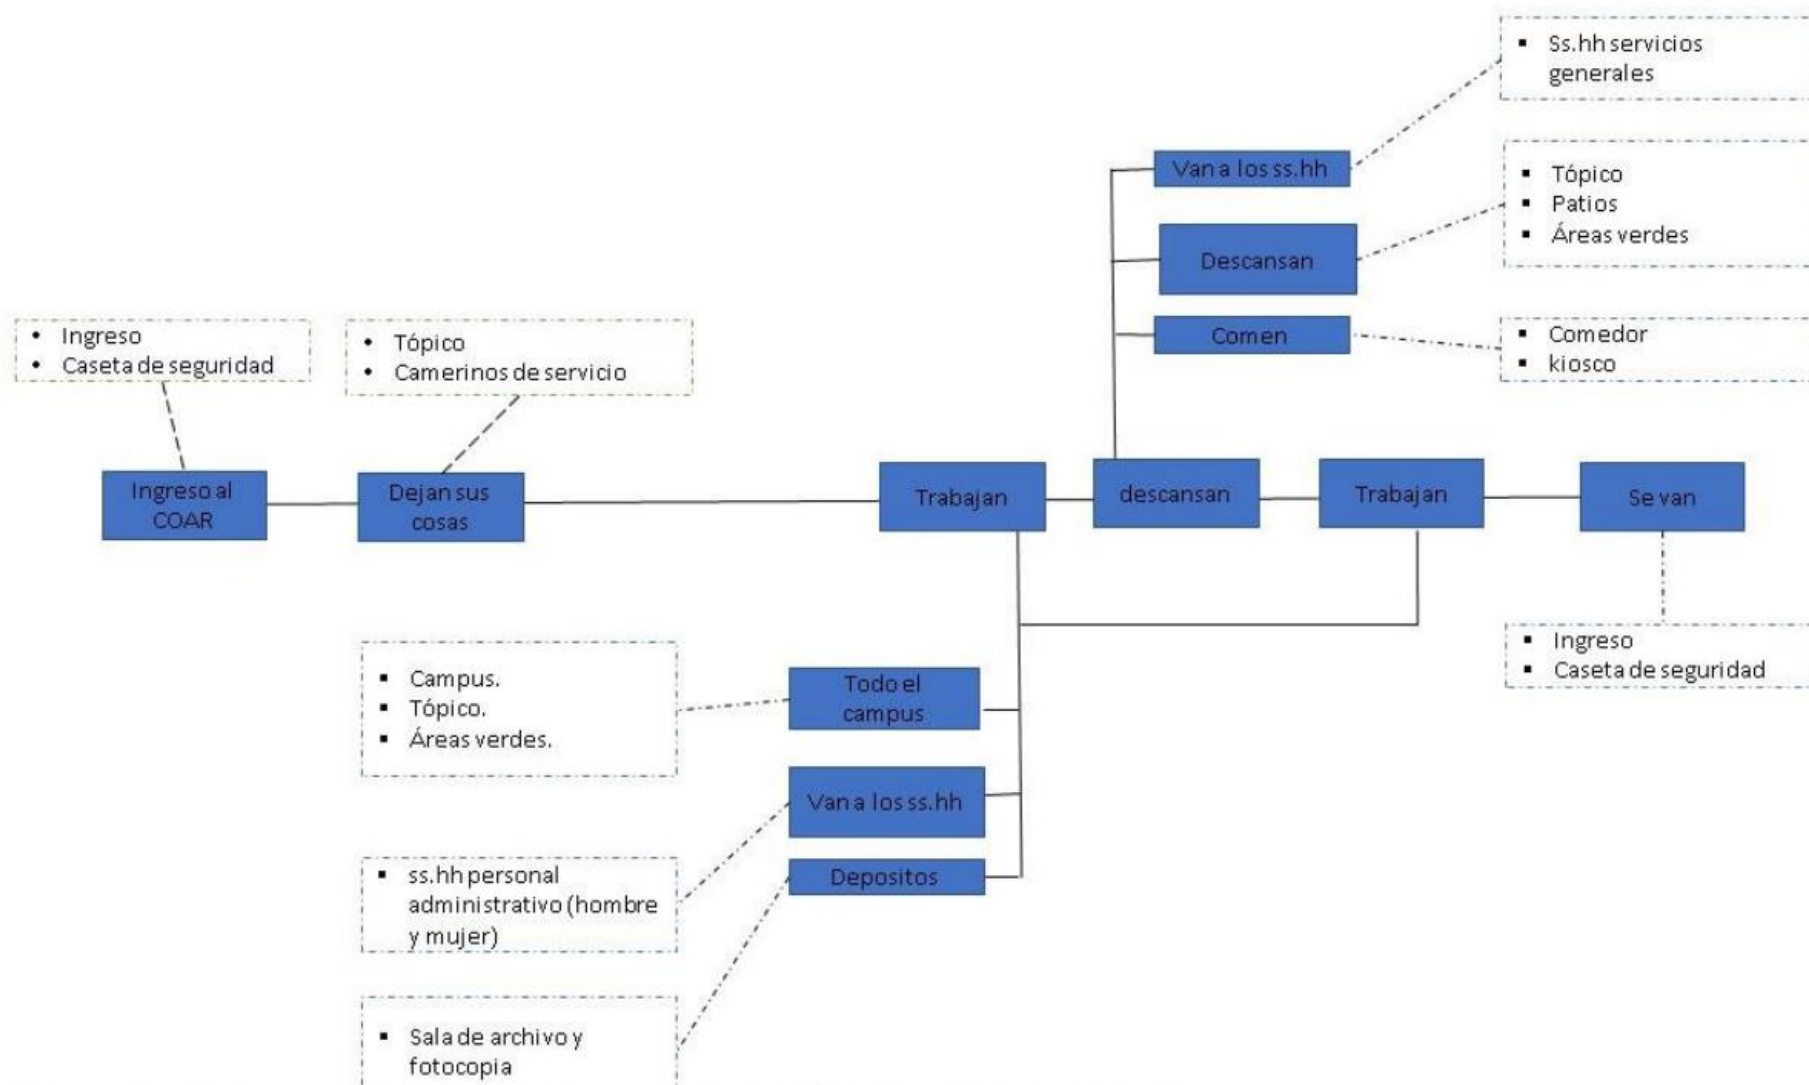 Ss.hh servicios
generales
Van a los ss.hh
Tópico
Patios
Áreas verdes
Descansan
Comen
Comedor
kiosco
Ingreso
Caseta de seguridad
Tópico
Camerinos de servicio
Ingreso al
COAR
Dejan sus
cosas
Trabajan
descansan
Trabajan
Se van
Ingreso
Caseta de seguridad
Campus.
Tópico.
Áreas verdes.
Todo el
campus
Van a los ss.hh
ss.hh personal
administrativo (hombre
y mujer)
Depositos
Sala de archivo y
fotocopia